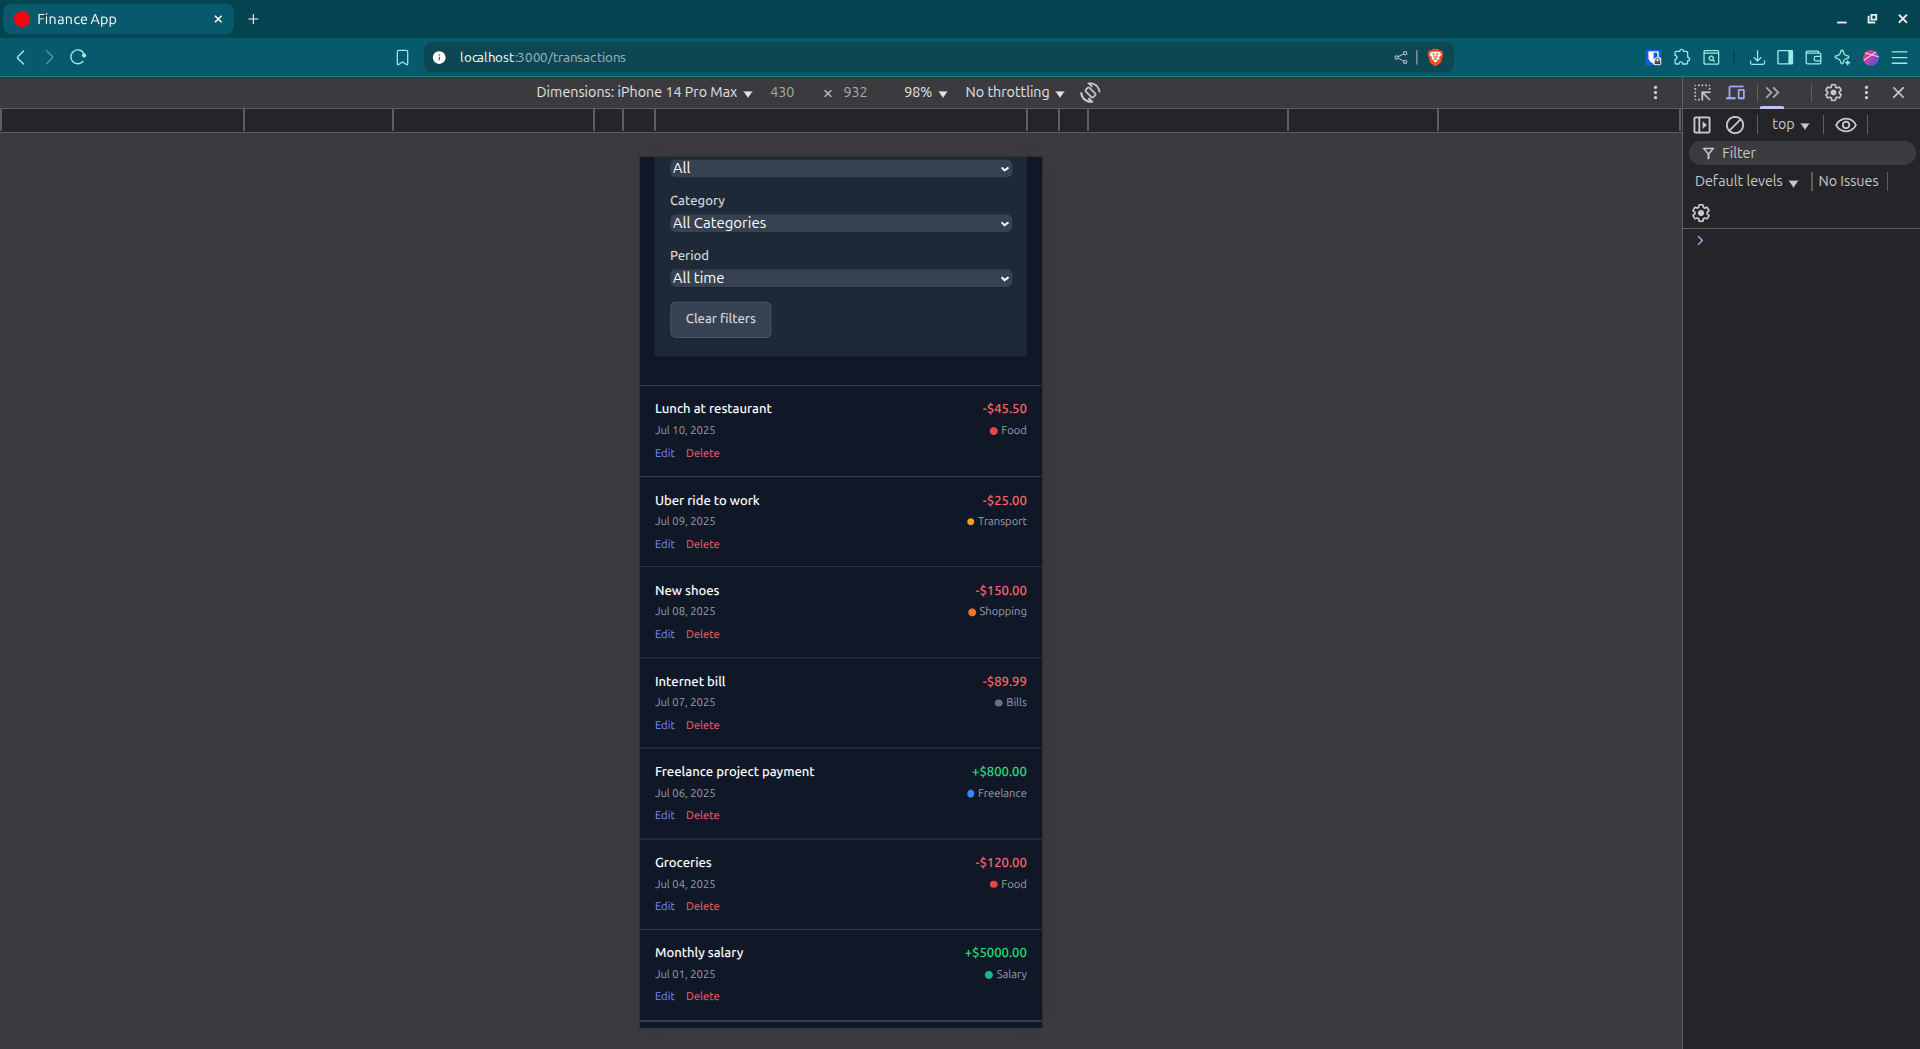 Finance App
localhost:3000/transactions
Dimensions: iPhone 14 Pro Max 430 × 932 98% No throttling
top
Filter
Default levels No Issues
All
Category
All Categories
Period
All time
Clear filters
Lunch at restaurant -$45.50
Jul 10, 2025 Food
Edit Delete
Uber ride to work -$25.00
Jul 09, 2025 Transport
Edit Delete
New shoes -$150.00
Jul 08, 2025 Shopping
Edit Delete
Internet bill -$89.99
Jul 07, 2025 Bills
Edit Delete
Freelance project payment +$800.00
Jul 06, 2025 Freelance
Edit Delete
Groceries -$120.00
Jul 04, 2025 Food
Edit Delete
Monthly salary +$5000.00
Jul 01, 2025 Salary
Edit Delete